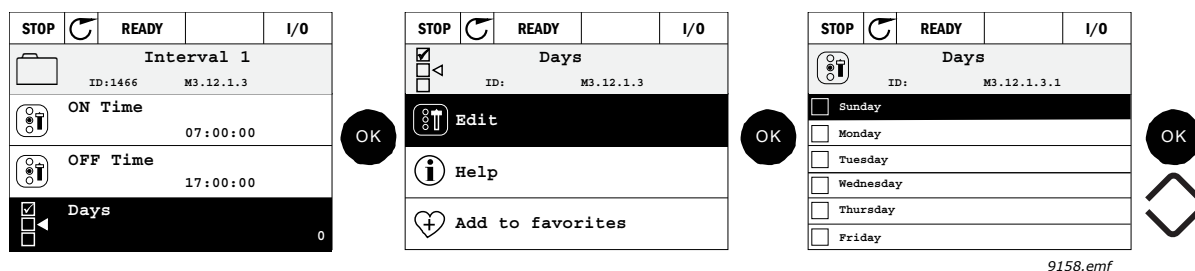 STOP READY I/O
Interval 1
ID:1466 M3.12.1.3
ON Time
07:00:00
OFF Time
17:00:00
Days
0
OK
STOP READY I/O
Days
ID: M3.12.1.3
Edit
Help
Add to favorites
OK
STOP READY I/O
Days
ID: M3.12.1.3.1
Sunday
Monday
Tuesday
Wednesday
Thursday
Friday
OK
9158.emf